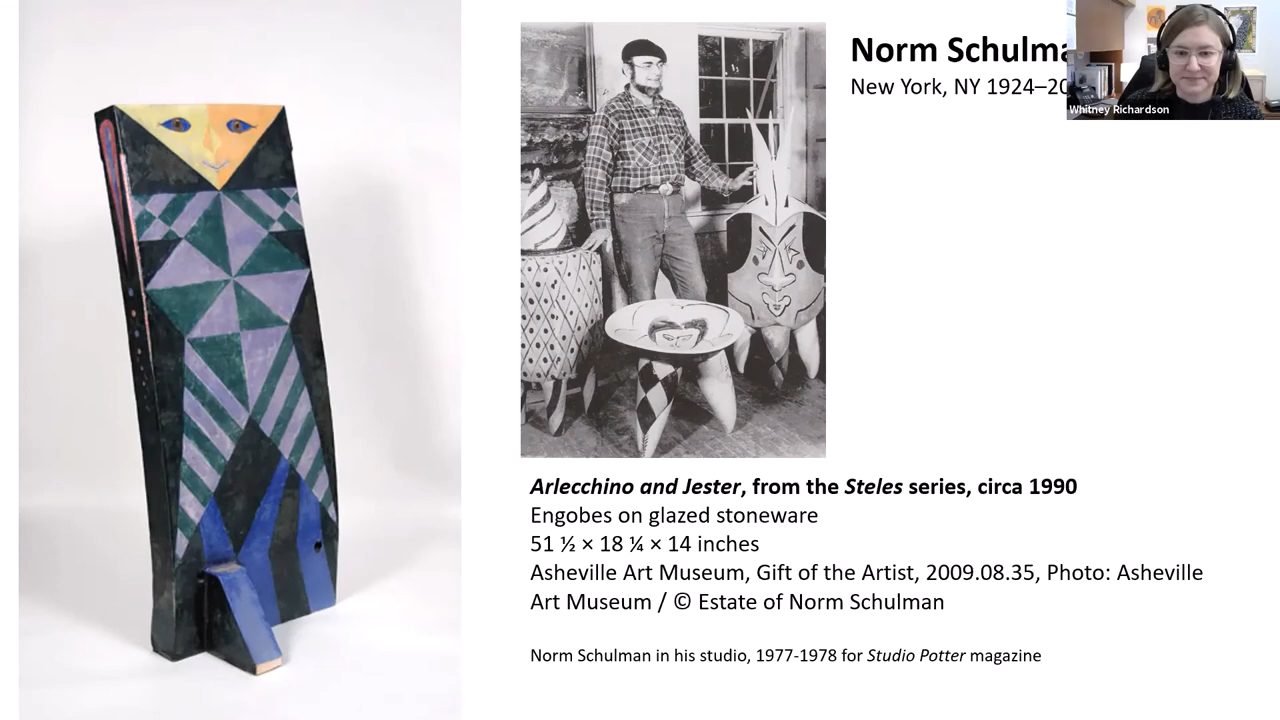 Norm Schulma
New York, NY 1924–20
Whitney Richardson
Arlecchino and Jester, from the Steles series, circa 1990
Engobes on glazed stoneware
51 ½ × 18 ¼ × 14 inches
Asheville Art Museum, Gift of the Artist, 2009.08.35, Photo: Asheville
Art Museum / © Estate of Norm Schulman
Norm Schulman in his studio, 1977-1978 for Studio Potter magazine